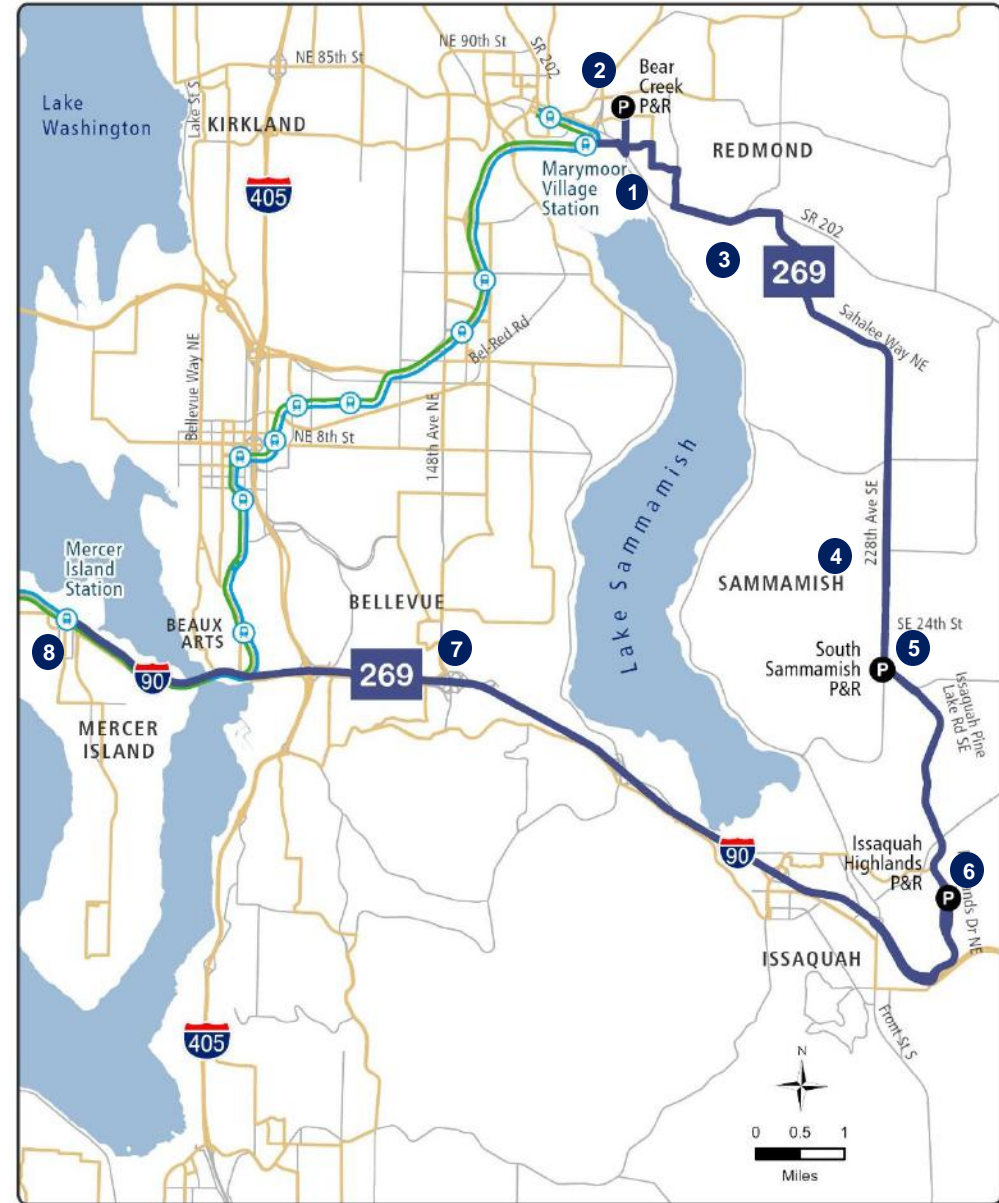 NE 90th St
SR 202
NE 85th St
2
Bear
Creek
P&R
P
Lake
Washington
Lake St S
KIRKLAND
REDMOND
405
Marymoor
Village
Station
1
SR 202
3
269
Sahalee Way NE
Bel-Red Rd
Bellevue Way NE
148th Ave NE
NE 8th St
Lake Sammamish
228th Ave SE
4
SAMMAMISH
Mercer
Island
Station
BELLEVUE
BEAUX
ARTS
SE 24th St
8
7
5
South
Sammamish
P&R
P
269
90
Issaquah Pine
Lake Rd SE
MERCER
ISLAND
Issaquah
Highlands
P&R
6
P
90
nds Dr NE
ISSAQUAH
Front St S
405
N
0 0.5 1
Miles